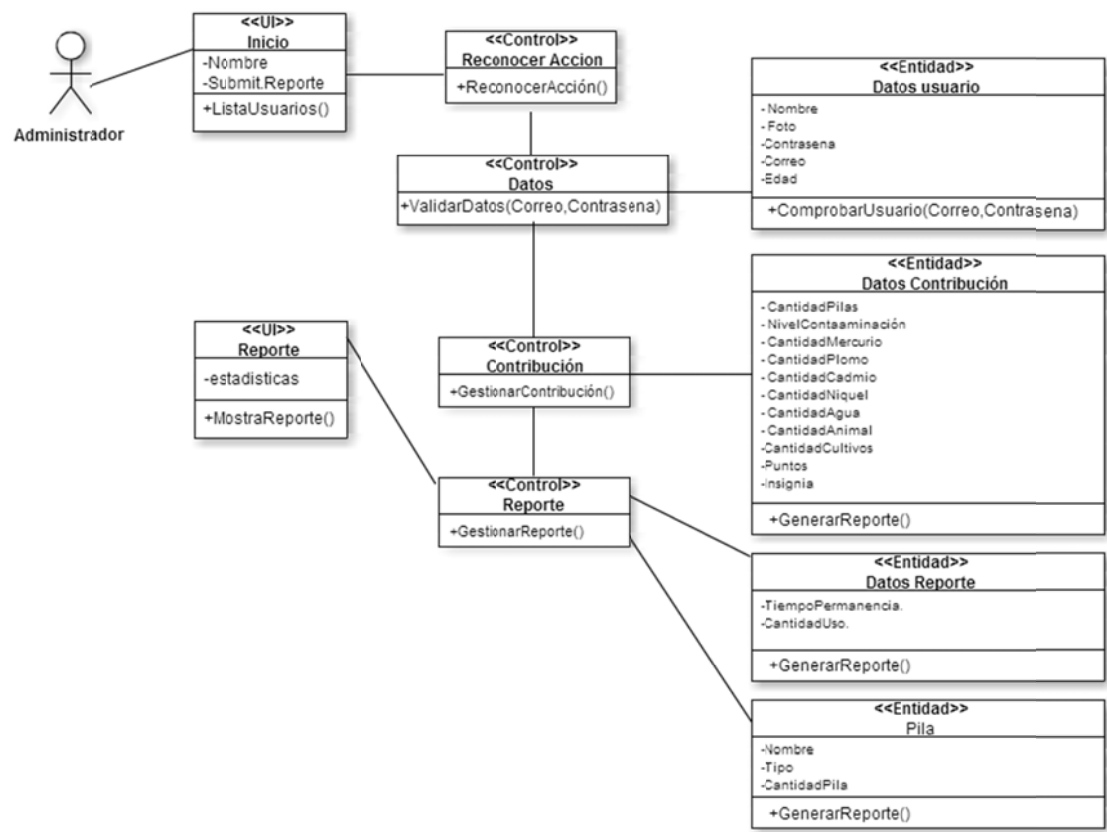 Administrador
<<UI>>
Inicio
-Nombre
-Submit.Reporte
+ListaUsuarios()
<<Control>>
Reconocer Accion
+ReconocerAcción()
<<Entidad>>
Datos usuario
-Nombre
-Foto
-Contrasena
-Correo
-Edad
+ComprobarUsuario(Correo,Contrasena)
<<Control>>
Datos
+ValidarDatos(Correo,Contrasena)
<<Entidad>>
Datos Contribución
-CantidadPilas
-NivelContaaminación
-CantidadMercurio
-CantidadPlomo
-CantidadCadmio
-CantidadNiquel
-CantidadAgua
-CantidadAnimal
-CantidadCultivos
-Puntos
-Insignia
+GenerarReporte()
<<UI>>
Reporte
-estadisticas
+MostraReporte()
<<Control>>
Contribución
+GestionarContribución()
<<Control>>
Reporte
+GestionarReporte()
<<Entidad>>
Datos Reporte
-TiempoPermanencia.
-CantidadUso.
+GenerarReporte()
<<Entidad>>
Pila
-Nombre
-Tipo
-CantidadPila
+GenerarReporte()